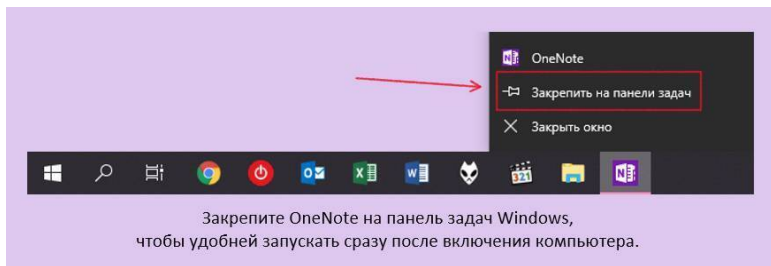 OneNote
Закрепить на панели задач
Закрыть окно
321
Закрепите OneNote на панель задач Windows,
чтобы удобней запускать сразу после включения компьютера.